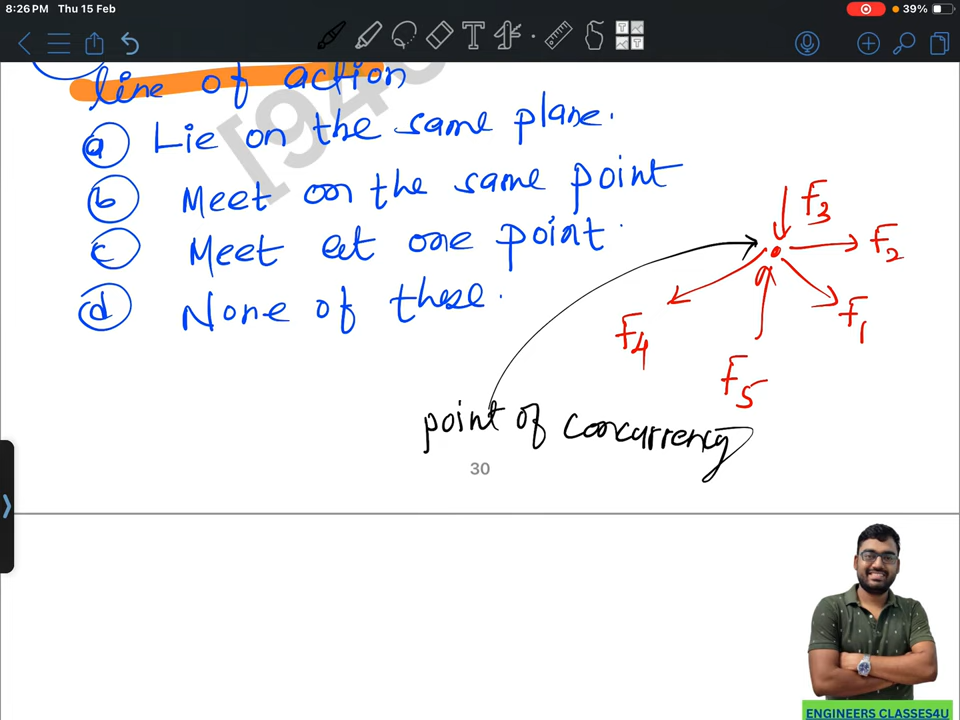 8:26 PM Thu 15 Feb
39%
line of action
a Lie on the same plane.
b Meet on the same point
c Meet at one point.
d None of these.
F3
F2
F1
F4
F5
point of concurrency
30
ENGINEERS CLASSES4U